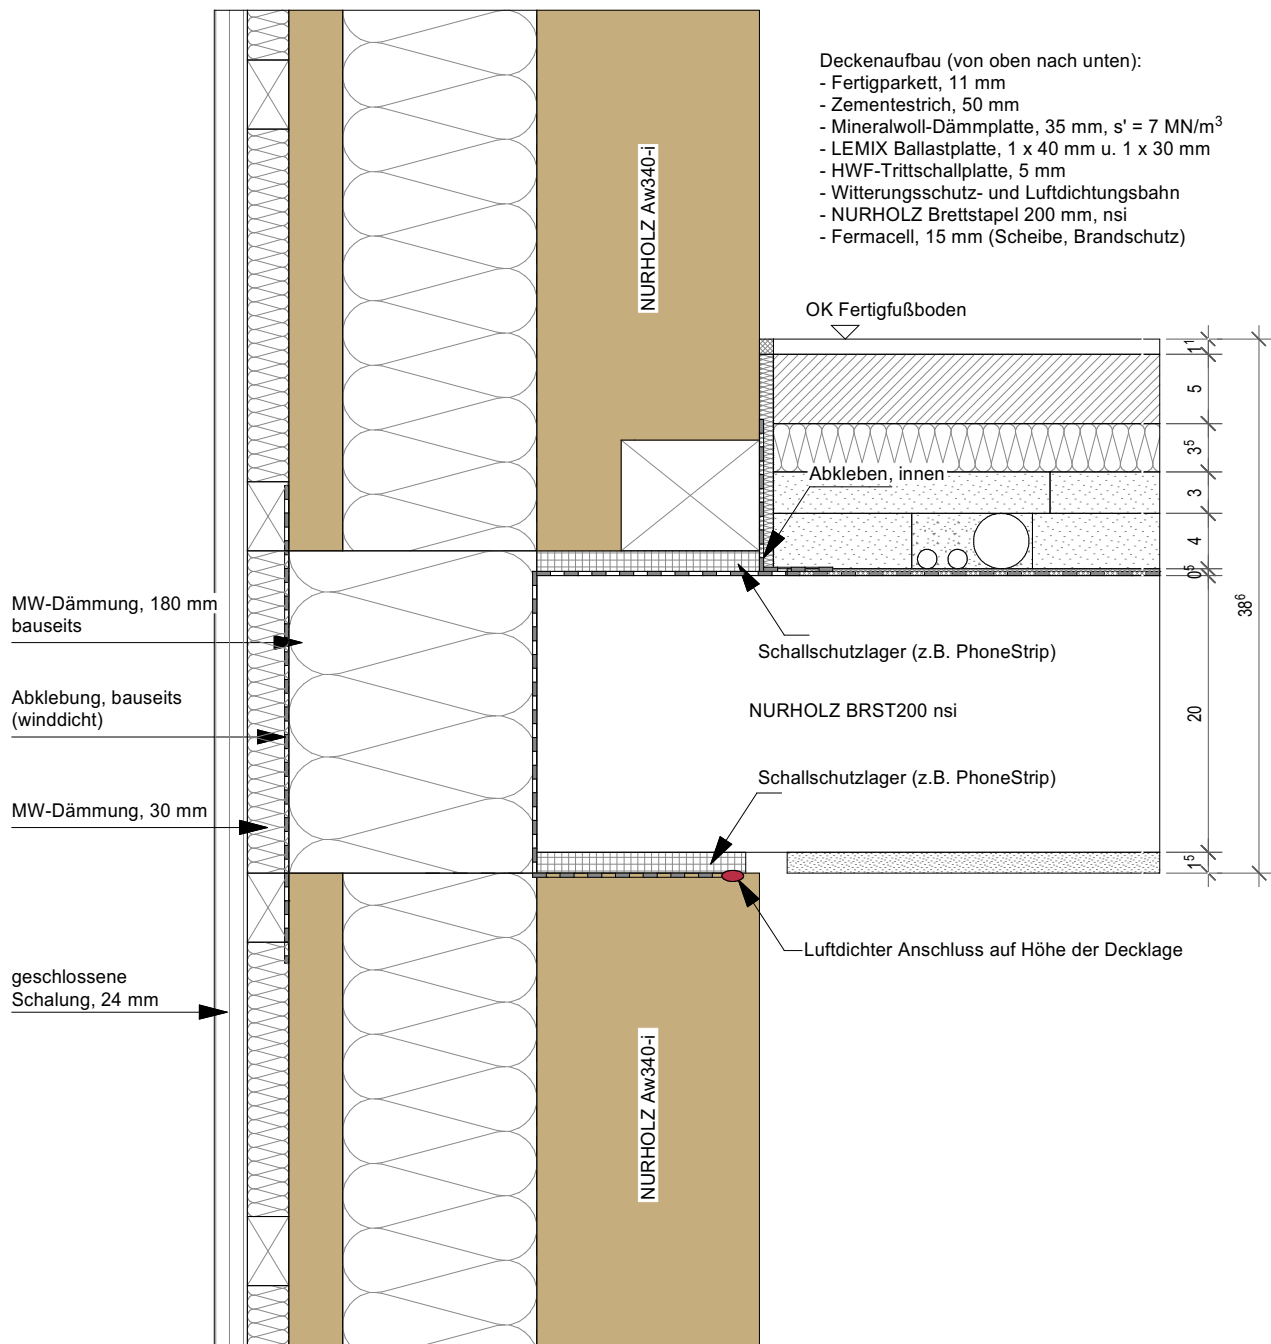 Deckenaufbau (von oben nach unten):
- Fertigparkett, 11 mm
- Zementestrich, 50 mm
- Mineralwoll-Dämmplatte, 35 mm, s' = 7 MN/m³
- LEMIX Ballastplatte, 1 x 40 mm u. 1 x 30 mm
- HWF-Trittschallplatte, 5 mm
- Witterungsschutz- und Luftdichtungsbahn
- NURHOLZ Brettstapel 200 mm, nsi
- Fermacell, 15 mm (Scheibe, Brandschutz)
NURHOLZ Aw340-i
OK Fertigfußboden
1¹
5
3⁵
Abkleben, innen
3
4
0⁵
38⁶
MW-Dämmung, 180 mm
bauseits
Schallschutzlager (z.B. PhoneStrip)
Abklebung, bauseits
(winddicht)
NURHOLZ BRST200 nsi
20
Schallschutzlager (z.B. PhoneStrip)
MW-Dämmung, 30 mm
1⁵
Luftdichter Anschluss auf Höhe der Decklage
geschlossene
Schalung, 24 mm
NURHOLZ Aw340-i